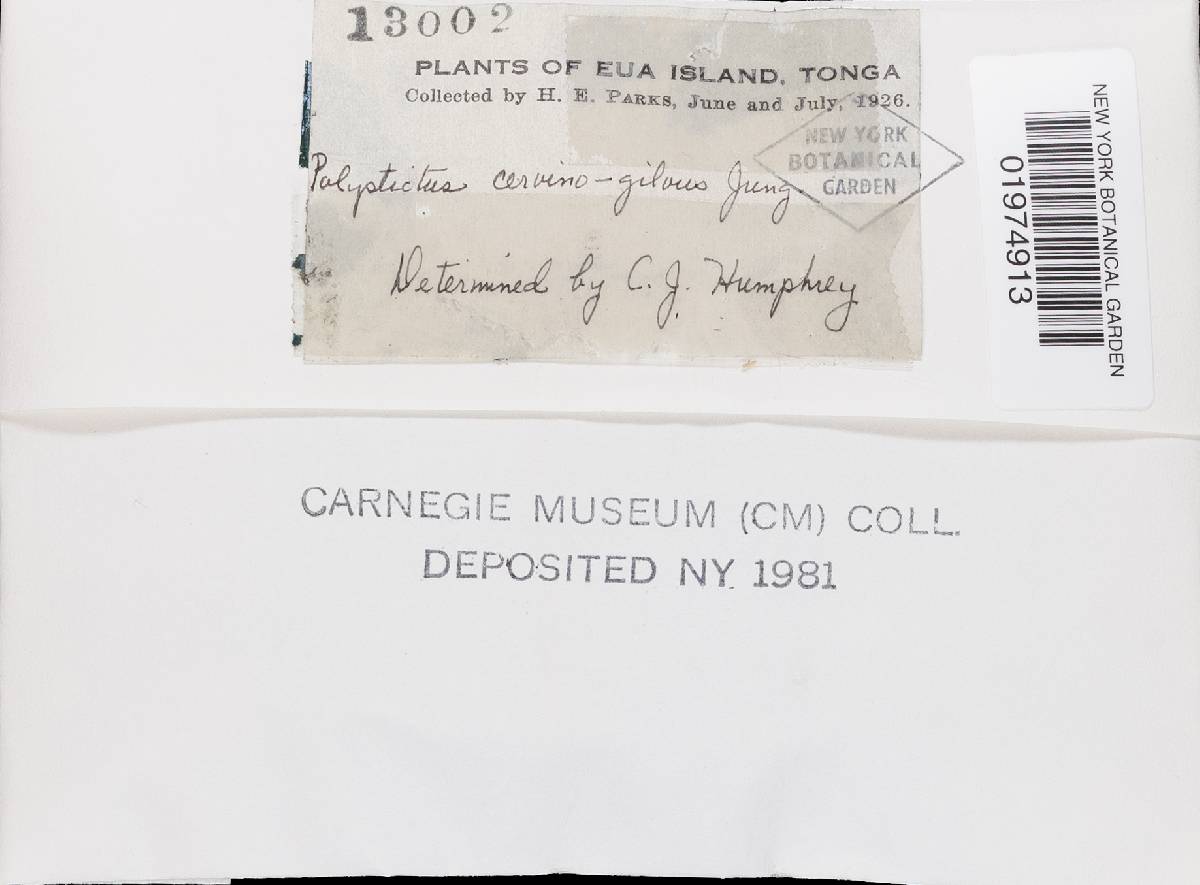 13002
PLANTS OF EUA ISLAND, TONGA
Collected by H. E. PARKS, June and July, 1926.
NEW YORK
BOTANICAL
GARDEN
Polystictus cervino-gilvus Jung.
Determined by C. J. Humphrey
NEW YORK BOTANICAL GARDEN
01974913
CARNEGIE MUSEUM (CM) COLL.
DEPOSITED NY. 1981